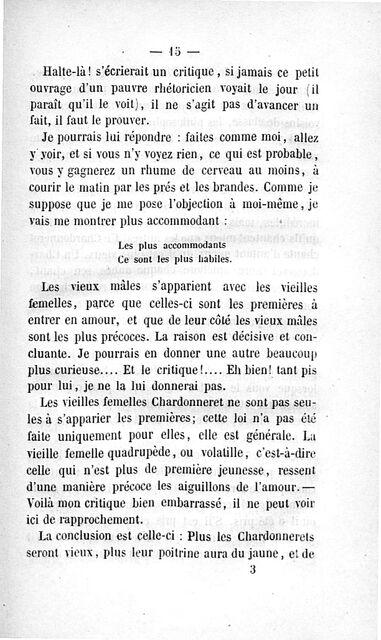 — 15 —
Halte-là! s'écrierait un critique, si jamais ce petit
ouvrage d'un pauvre rhétoricien voyait le jour (il
paraît qu'il le voit), il ne s'agit pas d'avancer un
fait, il faut le prouver.
Je pourrais lui répondre : faites comme moi, allez
y voir, et si vous n'y voyez rien, ce qui est probable,
vous y gagnerez un rhume de cerveau au moins, à
courir le matin par les prés et les brandes. Comme je
suppose que je me pose l'objection à moi-même, je
vais me montrer plus accommodant :
Les plus accommodants
Ce sont les plus habiles.
Les vieux mâles s'apparient avec les vieilles
femelles, parce que celles-ci sont les premières à
entrer en amour, et que de leur côté les vieux mâles
sont les plus précoces. La raison est décisive et con-
cluante. Je pourrais en donner une autre beaucoup
plus curieuse.... Et le critique!.... Eh bien! tant pis
pour lui, je ne la lui donnerai pas.
Les vieilles femelles Chardonneret ne sont pas seu-
les à s'apparier les premières; cette loi n'a pas été
faite uniquement pour elles, elle est générale. La
vieille femelle quadrupède, ou volatille, c'est-à-dire
celle qui n'est plus de première jeunesse, ressent
d'une manière précoce les aiguillons de l'amour.—
Voilà mon critique bien embarrassé, il ne peut voir
ici de rapprochement.
La conclusion est celle-ci : Plus les Chardonnerets
seront vieux, plus leur poitrine aura du jaune, et de
3